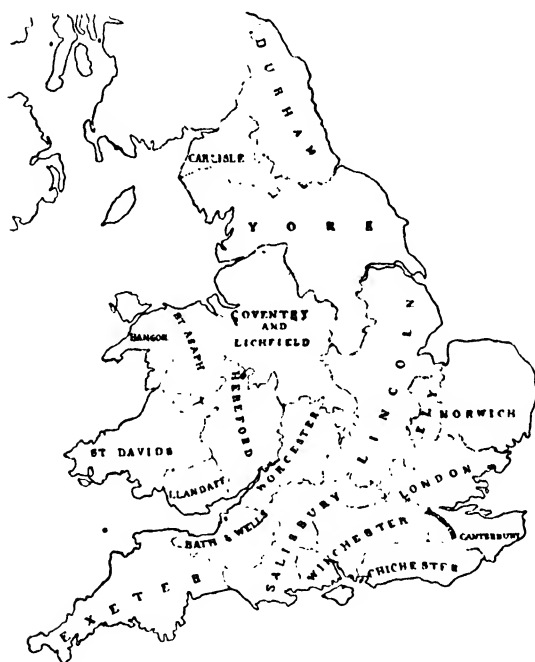 DURHAM
CARLISLE
YORK
COVENTRY
AND
LICHFIELD
BANGOR
ST ASAPH
HEREFORD
LINCOLN
ELY
NORWICH
ST DAVIDS
LLANDAFF
WORCESTER
LONDON
BATH & WELLS
SALISBURY
WINCHESTER
CANTERBURY
CHICHESTER
EXETER